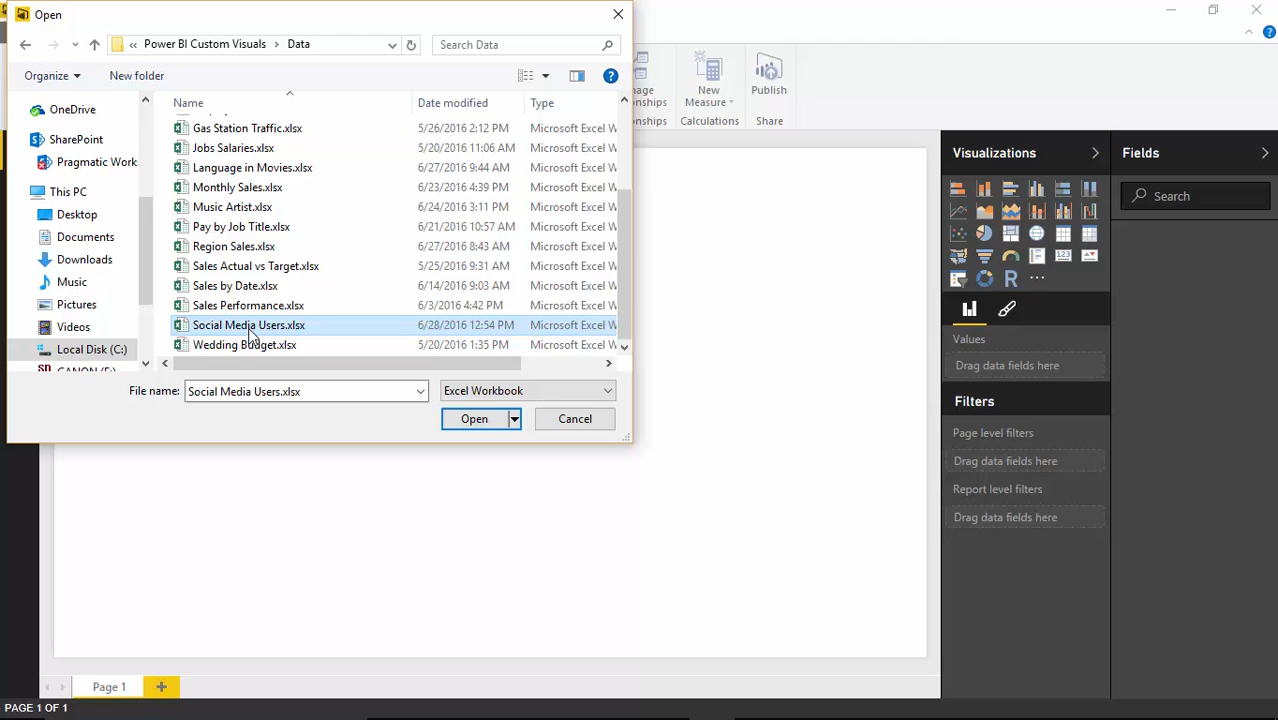 Open
Power BI Custom Visuals > Data
Search Data
Organize
New folder
Name
Date modified
Type
OneDrive
SharePoint
Pragmatic Work
This PC
Desktop
Documents
Downloads
Music
Pictures
Videos
Local Disk (C:)
Gas Station Traffic.xlsx 5/26/2016 2:12 PM Microsoft Excel W
Jobs Salaries.xlsx 5/20/2016 11:06 AM Microsoft Excel W
Language in Movies.xlsx 6/27/2016 9:44 AM Microsoft Excel W
Monthly Sales.xlsx 6/23/2016 4:39 PM Microsoft Excel W
Music Artist.xlsx 6/24/2016 3:11 PM Microsoft Excel W
Pay by Job Title.xlsx 6/21/2016 10:57 AM Microsoft Excel W
Region Sales.xlsx 6/27/2016 8:43 AM Microsoft Excel W
Sales Actual vs Target.xlsx 5/25/2016 9:31 AM Microsoft Excel W
Sales by Date.xlsx 6/14/2016 9:03 AM Microsoft Excel W
Sales Performance.xlsx 6/3/2016 4:42 PM Microsoft Excel W
Social Media Users.xlsx 6/28/2016 12:54 PM Microsoft Excel W
Wedding Budget.xlsx 5/20/2016 1:35 PM Microsoft Excel W
File name: Social Media Users.xlsx
Excel Workbook
Open
Cancel
New
Measure
Calculations
Publish
Share
Visualizations
Values
Drag data fields here
Filters
Page level filters
Drag data fields here
Report level filters
Drag data fields here
Fields
Search
Page 1
PAGE 1 OF 1